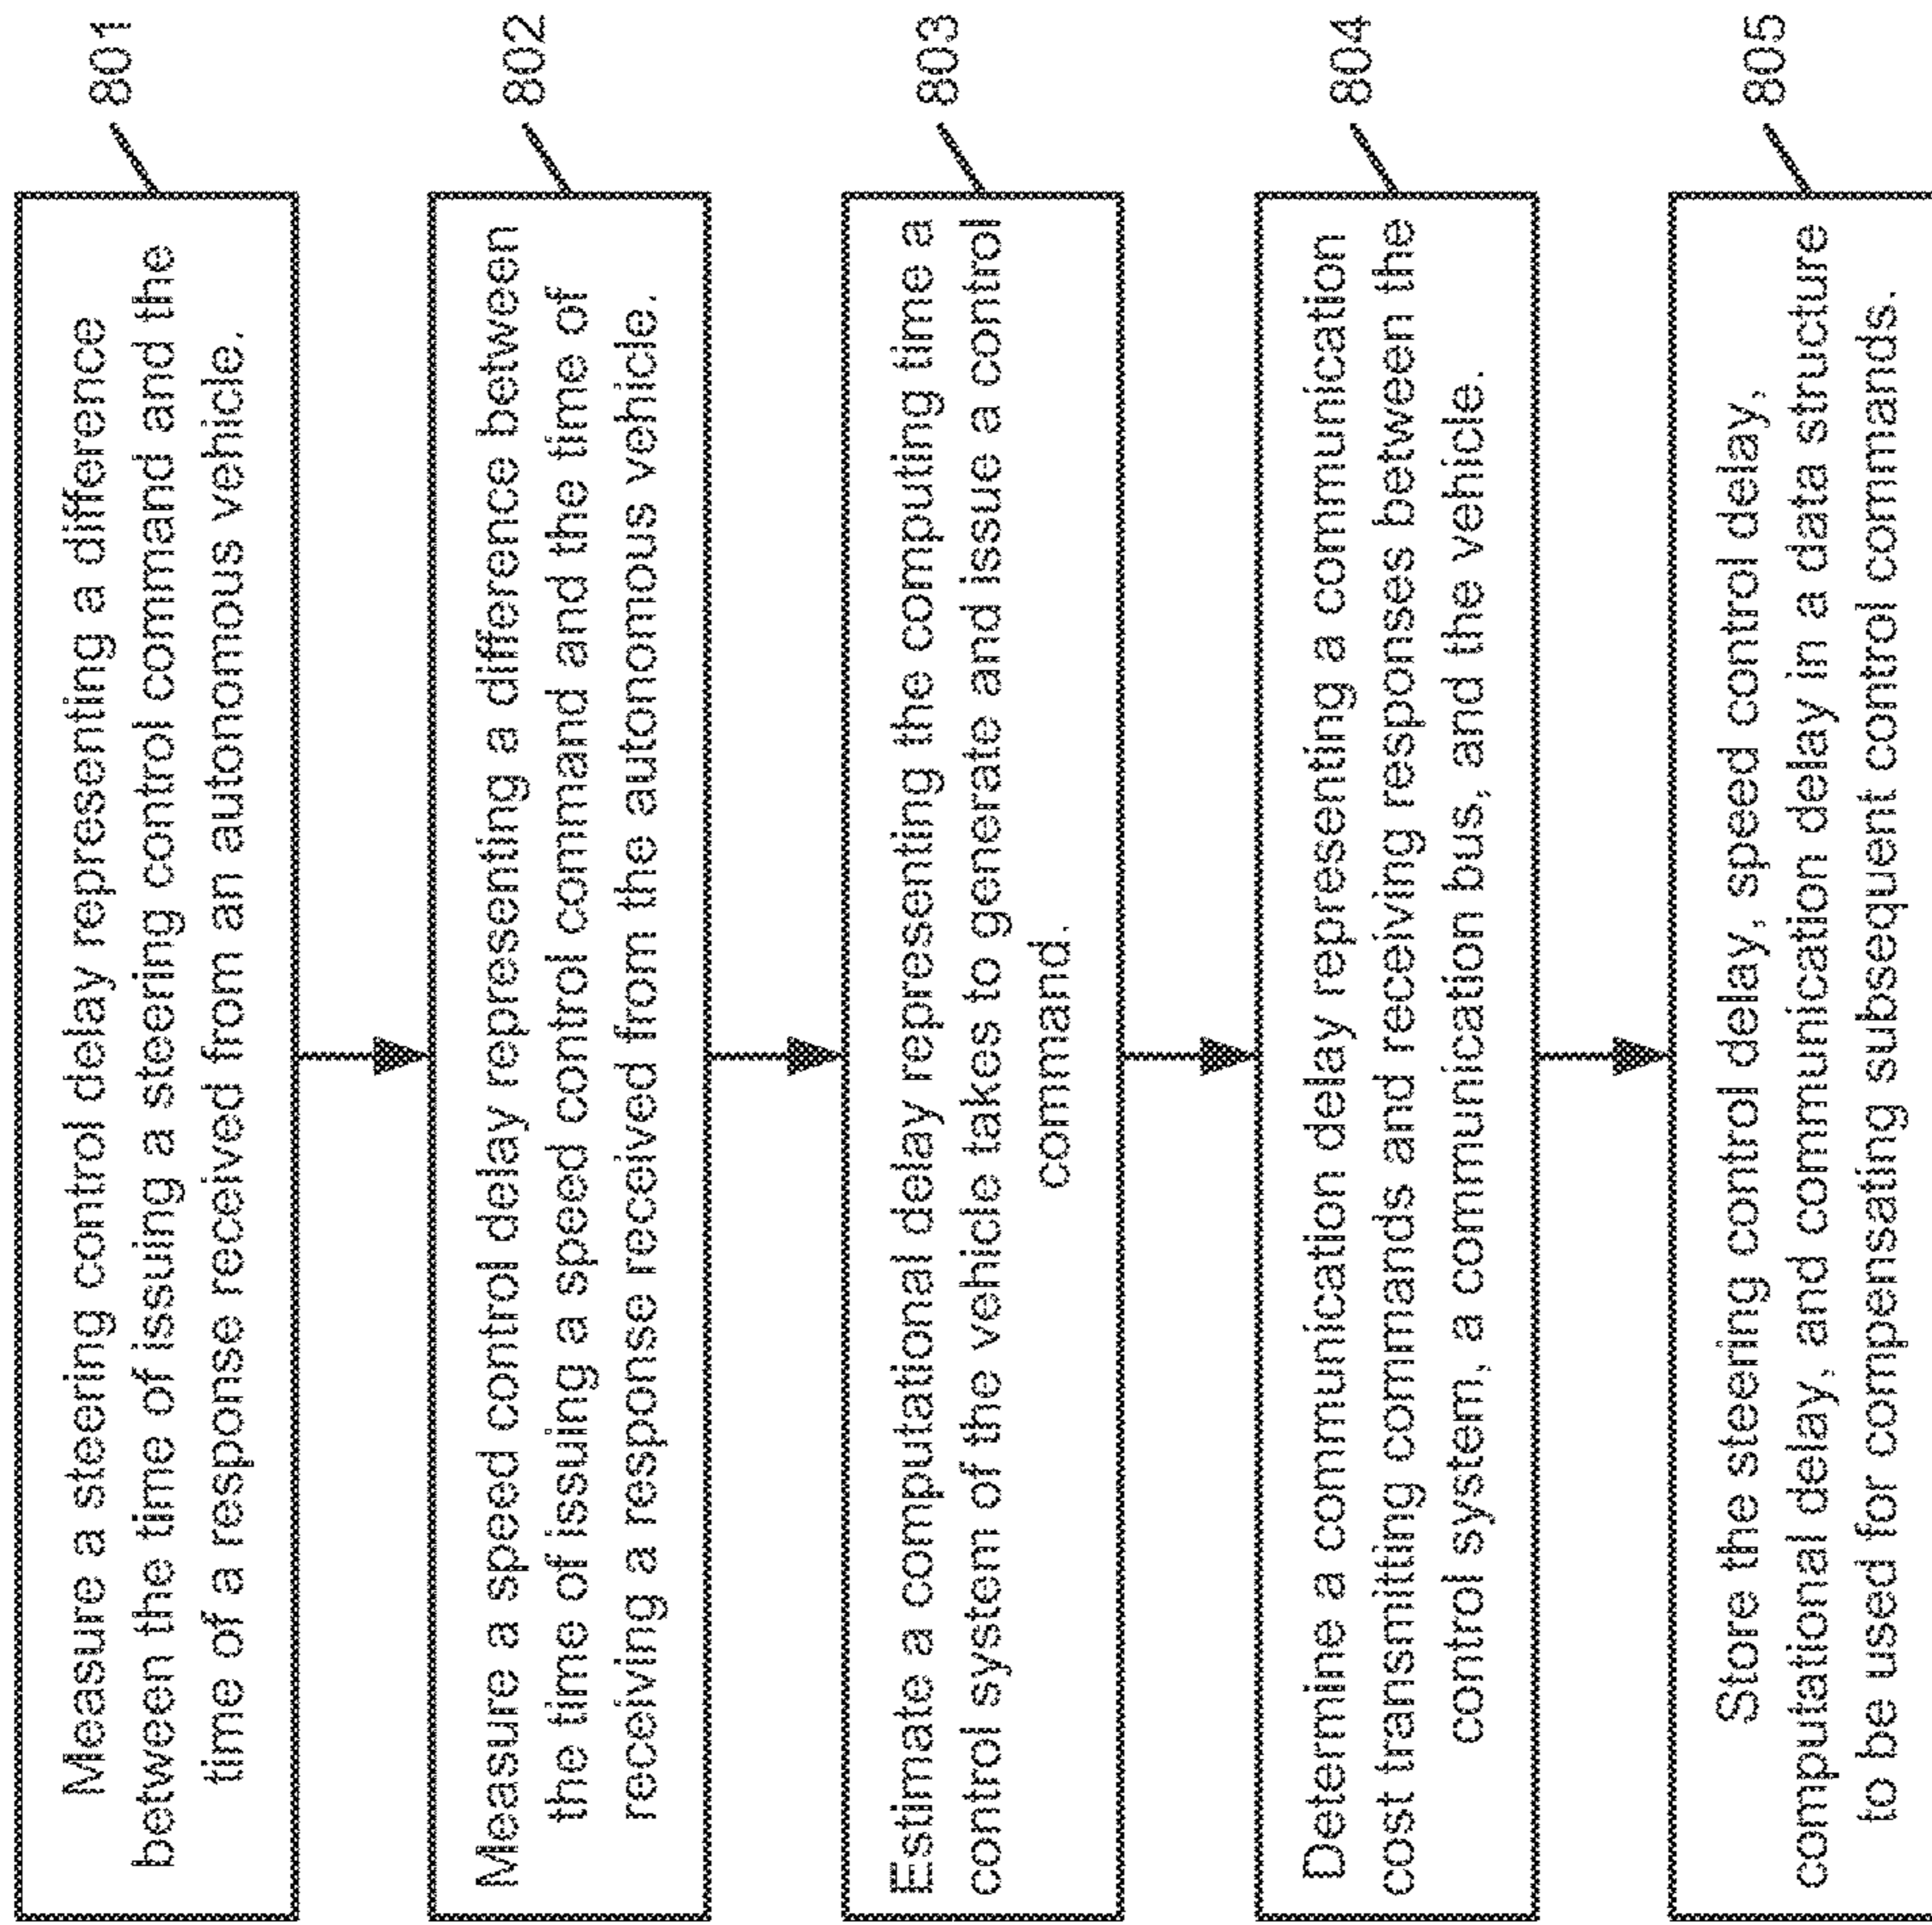 Measure a steering control delay representing a difference
between the time of issuing a steering control command and the
time of a response received from an autonomous vehicle.
801
Measure a speed control delay representing a difference between
the time of issuing a speed control command and the time of
receiving a response received from the autonomous vehicle.
802
Estimate a computational delay representing the computing time a
control system of the vehicle takes to generate and issue a control
command.
803
Determine a communication delay representing a communication
cost transmitting commands and receiving responses between the
control system, a communication bus, and the vehicle.
804
Store the steering control delay, speed control delay,
computational delay, and communication delay in a data structure
to be used for compensating subsequent control commands.
805